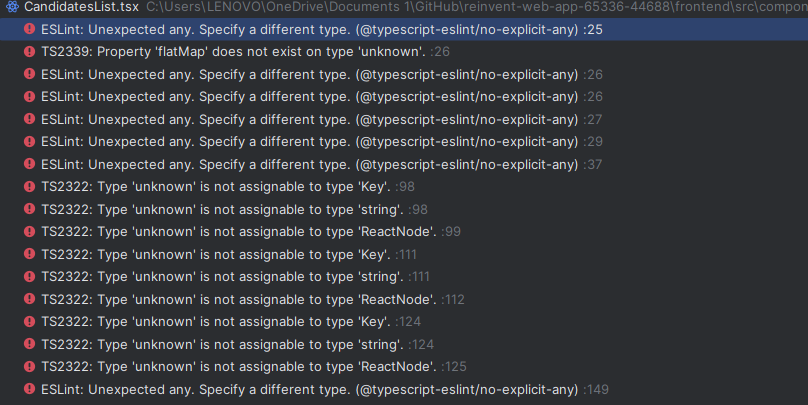 CandidatesList.tsx C:\Users\LENOVO\OneDrive\Documents 1\GitHub\reinvent-web-app-65336-44688\frontend\src\compon
ESLint: Unexpected any. Specify a different type. (@typescript-eslint/no-explicit-any) :25
TS2339: Property 'flatMap' does not exist on type 'unknown'. :26
ESLint: Unexpected any. Specify a different type. (@typescript-eslint/no-explicit-any) :26
ESLint: Unexpected any. Specify a different type. (@typescript-eslint/no-explicit-any) :26
ESLint: Unexpected any. Specify a different type. (@typescript-eslint/no-explicit-any) :27
ESLint: Unexpected any. Specify a different type. (@typescript-eslint/no-explicit-any) :29
ESLint: Unexpected any. Specify a different type. (@typescript-eslint/no-explicit-any) :37
TS2322: Type 'unknown' is not assignable to type 'Key'. :98
TS2322: Type 'unknown' is not assignable to type 'string'. :98
TS2322: Type 'unknown' is not assignable to type 'ReactNode'. :99
TS2322: Type 'unknown' is not assignable to type 'Key'. :111
TS2322: Type 'unknown' is not assignable to type 'string'. :111
TS2322: Type 'unknown' is not assignable to type 'ReactNode'. :112
TS2322: Type 'unknown' is not assignable to type 'Key'. :124
TS2322: Type 'unknown' is not assignable to type 'string'. :124
TS2322: Type 'unknown' is not assignable to type 'ReactNode'. :125
ESLint: Unexpected any. Specify a different type. (@typescript-eslint/no-explicit-any) :149